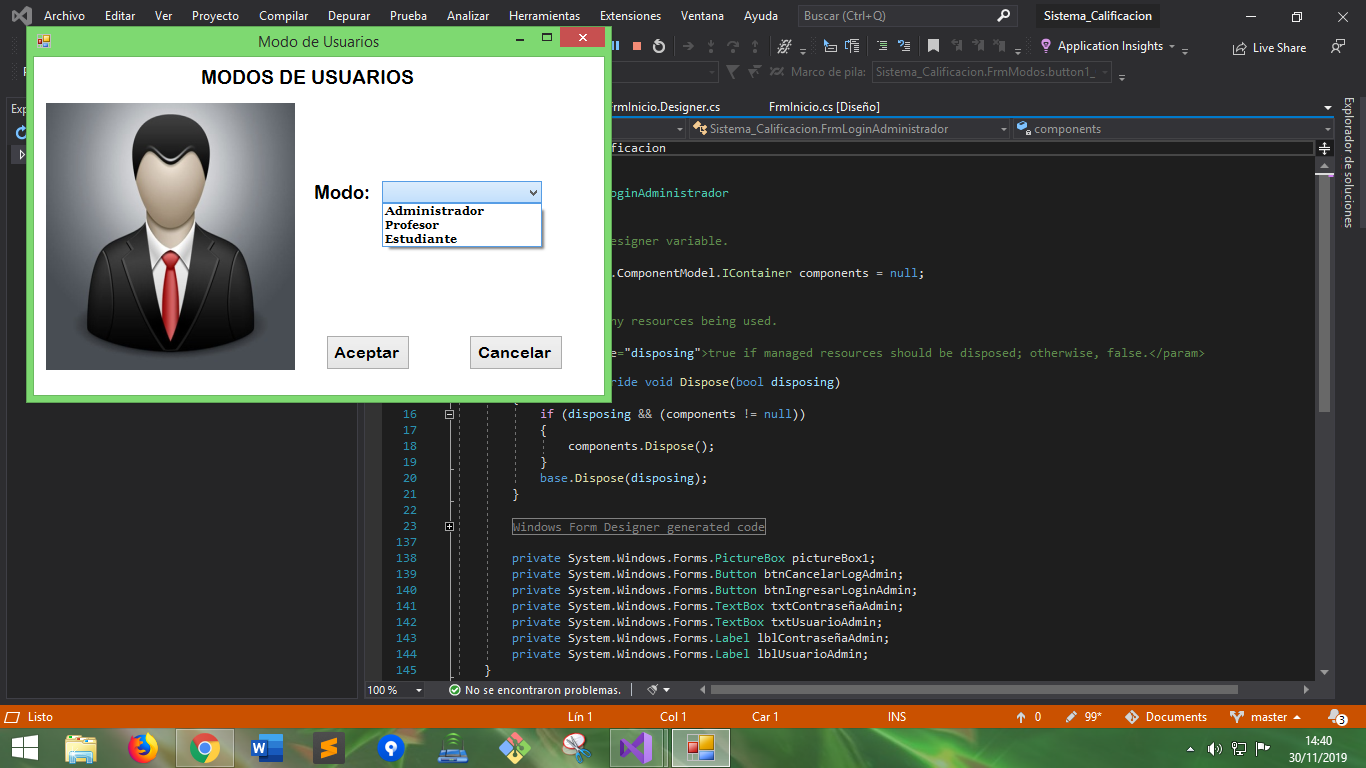 Archivo Editar Ver Proyecto Compilar Depurar Prueba Analizar Herramientas Extensiones Ventana Ayuda Buscar (Ctrl+Q) Sistema_Calificacion
Modo de Usuarios
Application Insights
Live Share
Marco de pila: Sistema_Calificacion.FrmModos.button1_
MODOS DE USUARIOS
Modo:
Administrador
Profesor
Estudiante
Aceptar Cancelar
Exp
FrmInicio.Designer.cs FrmInicio.cs [Diseño]
Explorador de soluciones
Sistema_Calificacion.FrmLoginAdministrador components
ficacion
oginAdministrador
esigner variable.
.ComponentModel.IContainer components = null;
ny resources being used.
e="disposing">true if managed resources should be disposed; otherwise, false.</param>
ride void Dispose(bool disposing)
{
16 if (disposing && (components != null))
17 {
18 components.Dispose();
19 }
20 base.Dispose(disposing);
21 }
22
23 Windows Form Designer generated code
137
138 private System.Windows.Forms.PictureBox pictureBox1;
139 private System.Windows.Forms.Button btnCancelarLogAdmin;
140 private System.Windows.Forms.Button btnIngresarLoginAdmin;
141 private System.Windows.Forms.TextBox txtContraseñaAdmin;
142 private System.Windows.Forms.TextBox txtUsuarioAdmin;
143 private System.Windows.Forms.Label lblContraseñaAdmin;
144 private System.Windows.Forms.Label lblUsuarioAdmin;
145 }
100 % No se encontraron problemas.
Listo Lín 1 Col 1 Car 1 INS 0 99* Documents master 3
14:40
30/11/2019